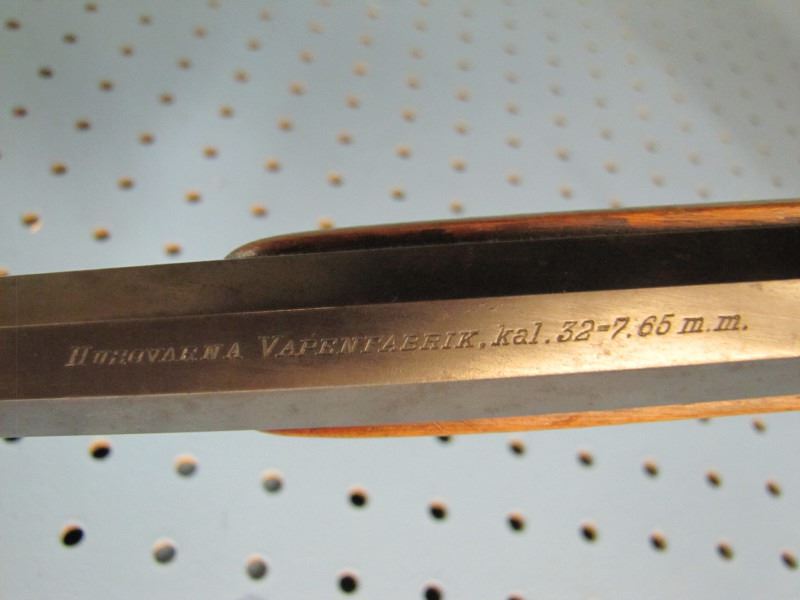 HUSQVARNA VAPENFABRIK, kal. 32=7.65 m.m.